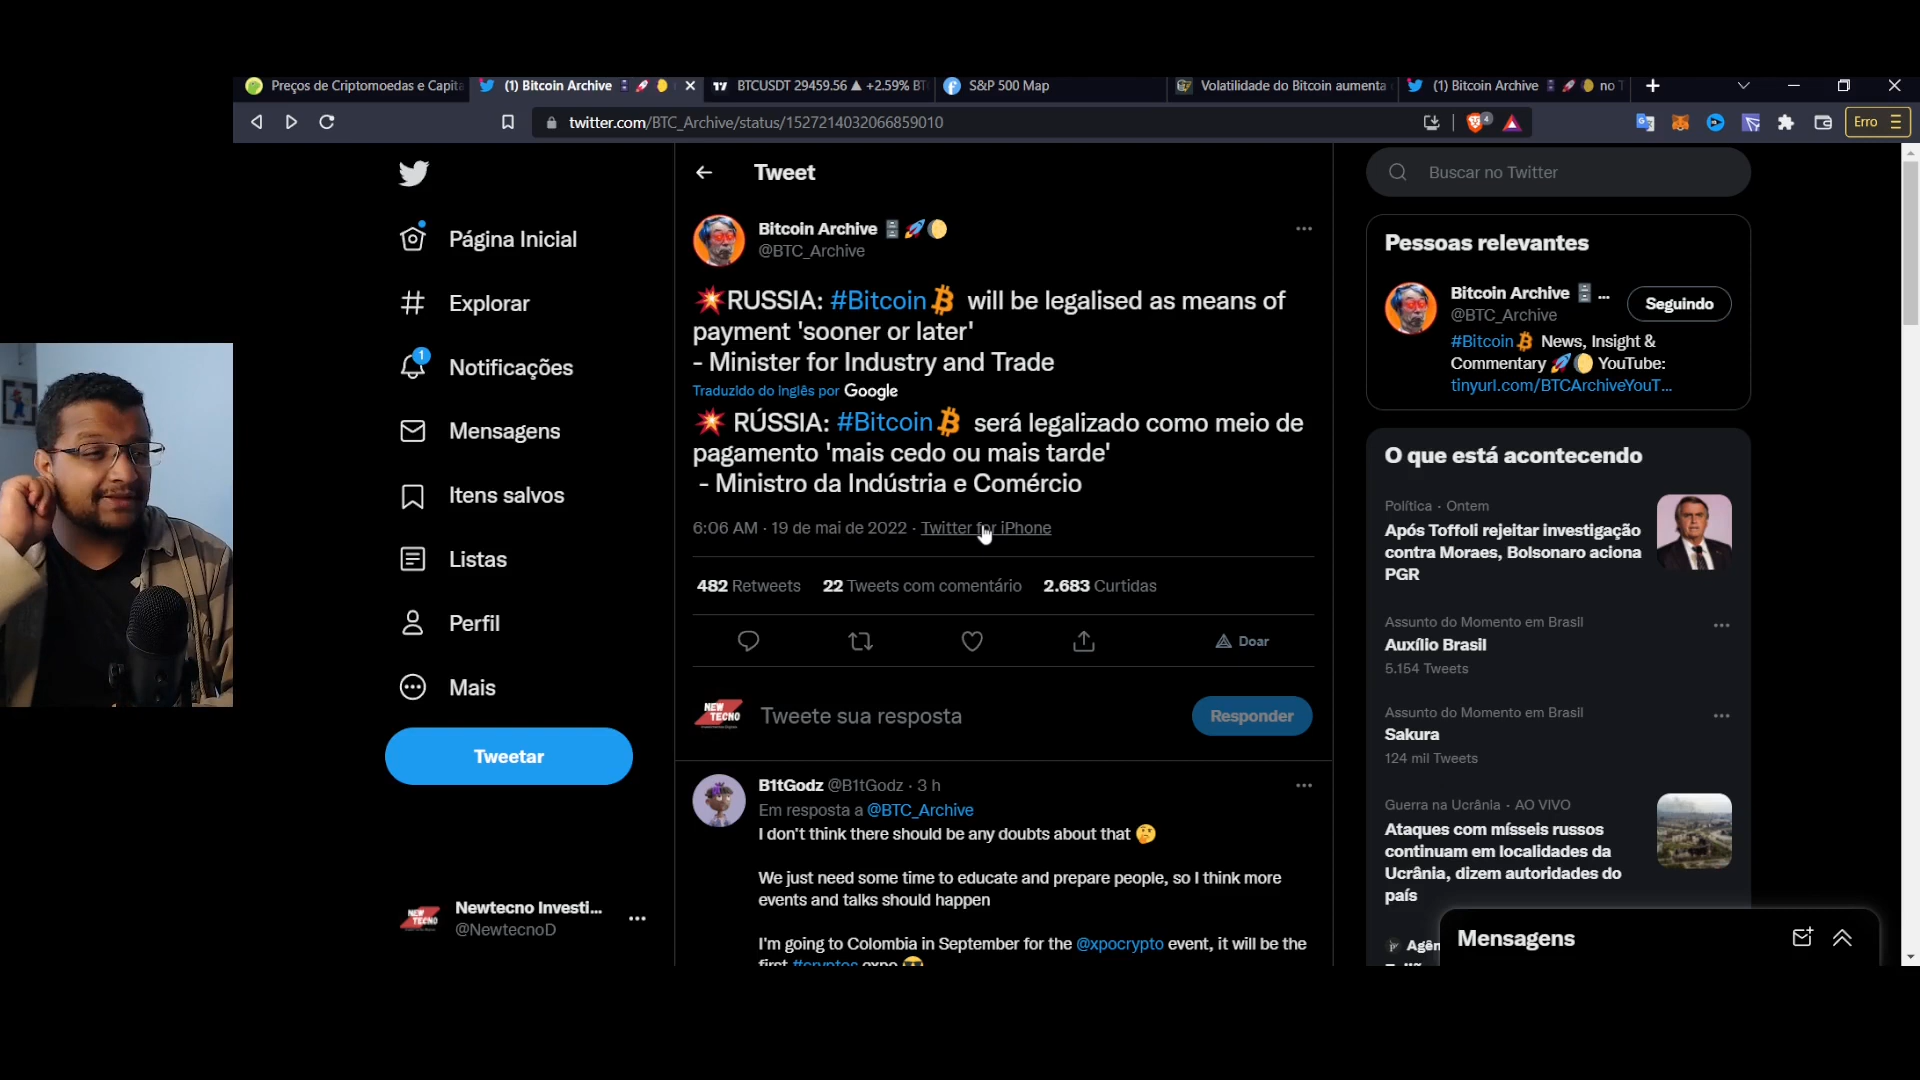 Preços de Criptomoedas e Capita
(1) Bitcoin Archive
BTCUSDT 29459.56 ▲ +2.59% BT
S&P 500 Map
Volatilidade do Bitcoin aumenta
(1) Bitcoin Archive 🗄️🚀🌔 no T
twitter.com/BTC_Archive/status/1527214032066859010
4
Erro
Tweet
Buscar no Twitter
Página Inicial
Explorar
1
Notificações
Mensagens
Itens salvos
Listas
Perfil
Mais
Tweetar
Newtecno Investi...
@NewtecnoD
Bitcoin Archive 🗄️🚀🌔
@BTC_Archive
💥RUSSIA: #Bitcoin will be legalised as means of
payment 'sooner or later'
- Minister for Industry and Trade
Traduzido do inglês por Google
💥 RÚSSIA: #Bitcoin será legalizado como meio de
pagamento 'mais cedo ou mais tarde'
- Ministro da Indústria e Comércio
6:06 AM · 19 de mai de 2022 · Twitter for iPhone
482 Retweets 22 Tweets com comentário 2.683 Curtidas
Doar
NEW
TECNO
Tweete sua resposta
Responder
B1tGodz @B1tGodz · 3 h
Em resposta a @BTC_Archive
I don't think there should be any doubts about that 🤔
We just need some time to educate and prepare people, so I think more
events and talks should happen
I'm going to Colombia in September for the @xpocrypto event, it will be the
first #cryptos expo 😎
Pessoas relevantes
Bitcoin Archive 🗄️ ...
@BTC_Archive
Seguindo
#Bitcoin News, Insight &
Commentary 🚀🌔 YouTube:
tinyurl.com/BTCArchiveYouT...
O que está acontecendo
Política · Ontem
Após Toffoli rejeitar investigação
contra Moraes, Bolsonaro aciona
PGR
Assunto do Momento em Brasil
Auxílio Brasil
5.154 Tweets
Assunto do Momento em Brasil
Sakura
124 mil Tweets
Guerra na Ucrânia · AO VIVO
Ataques com mísseis russos
continuam em localidades da
Ucrânia, dizem autoridades do
país
Mensagens